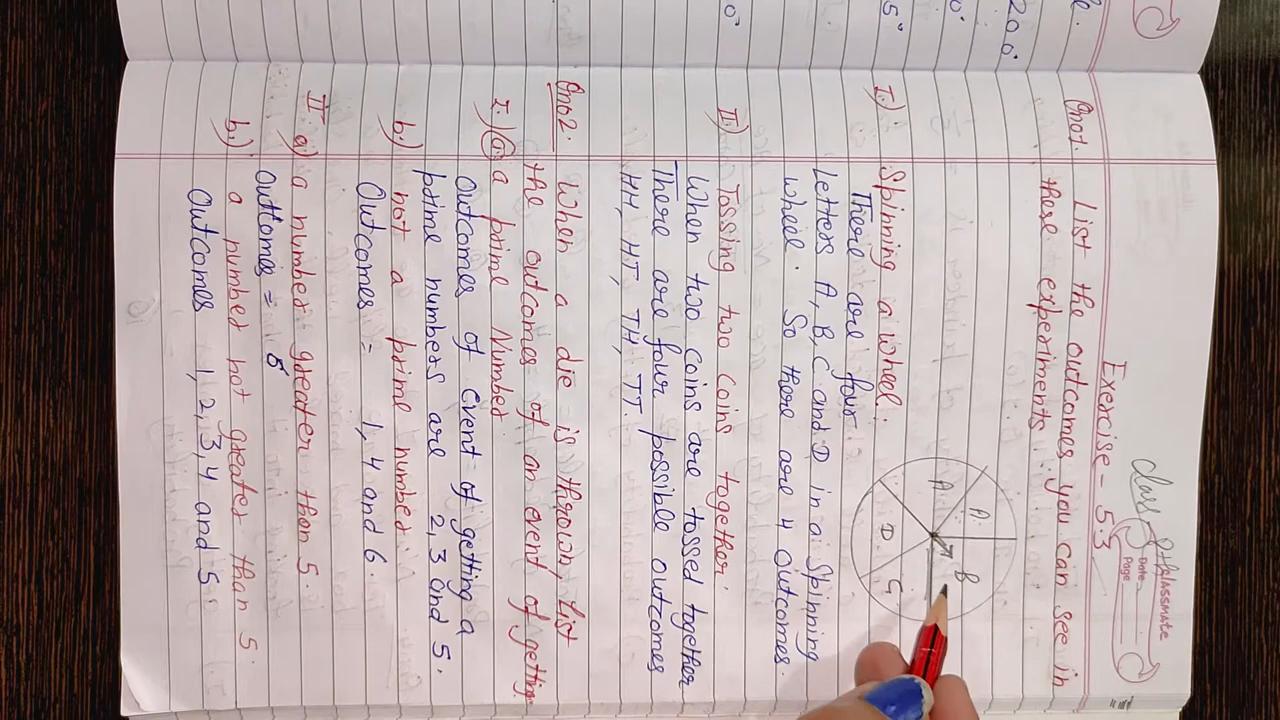 classmate
Date
Page
Exercise - 5.3
Qno1. List the outcomes you can see in
these experiments.
I.) Spinning a wheel:
There are four
Letters A, B, C and D in a Spinning
wheel. So there are 4 outcomes.
A
A
B
C
D
II.) Tossing two coins together.
When two coins are tossed together
There are four possible outcomes
HH, HT, TH, TT.
Qno2. When a die is thrown, List
the outcomes of an event of getting
I.) a. a prime Number
Outcomes of event of getting a
prime numbers are 2, 3 and 5.
b.) not a prime number.
Outcomes = 1, 4 and 6.
II. a) a number greater than 5.
Outcomes =
b.) a number not greater than 5.
Outcomes 1, 2, 3, 4 and 5
200
5°